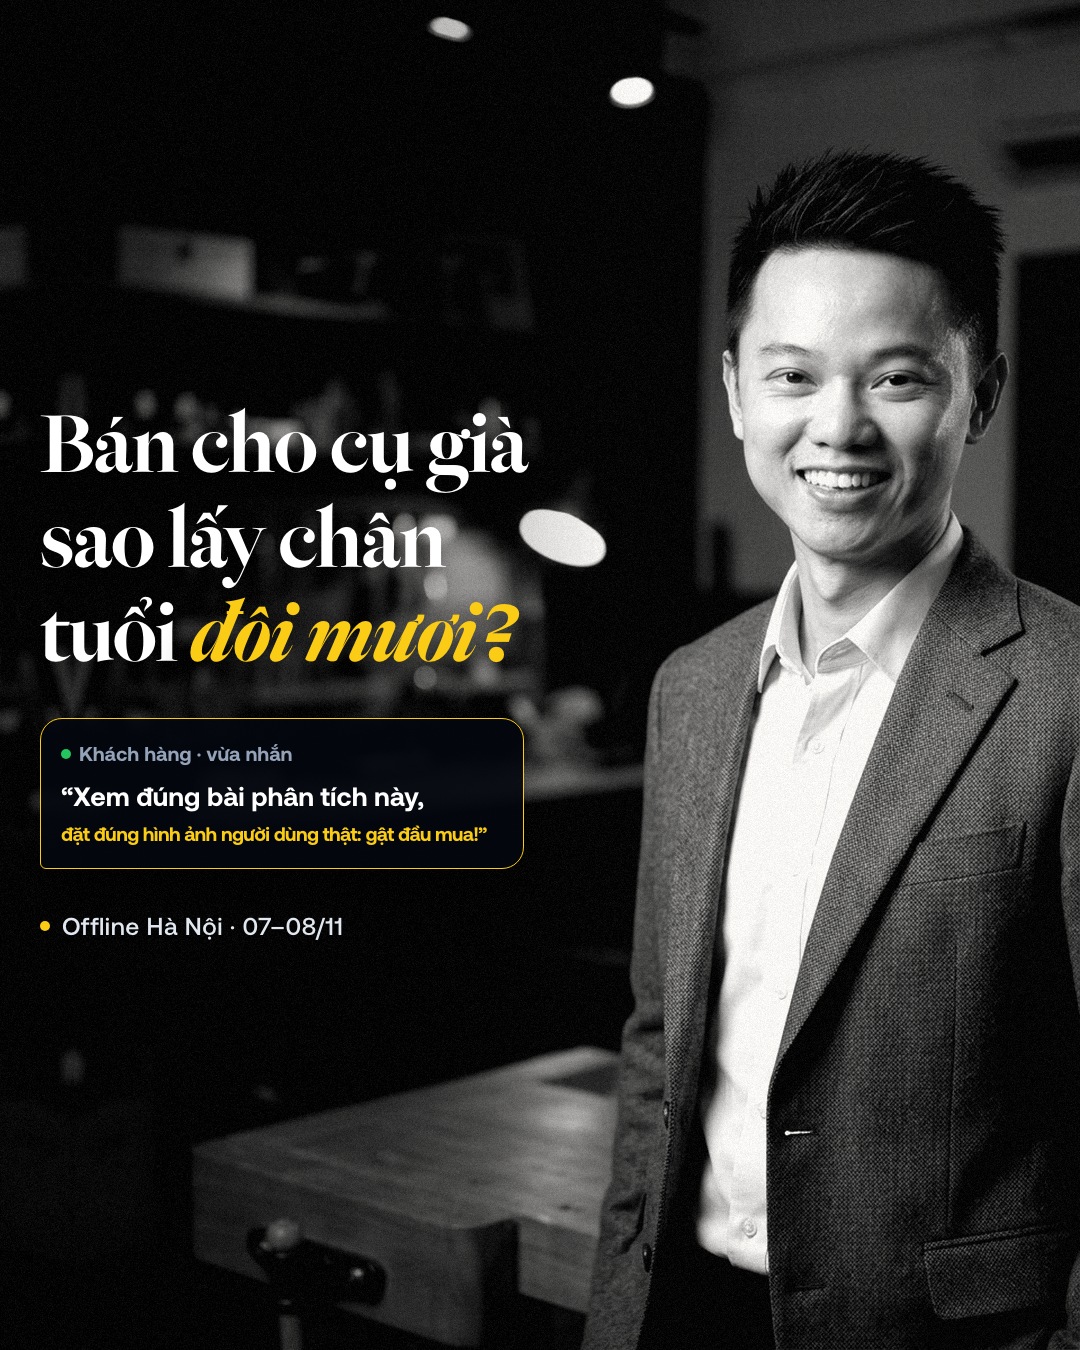 Bán cho cụ già
sao lấy chân
tuổi đôi mươi?
Khách hàng · vừa nhắn
“Xem đúng bài phân tích này,
đặt đúng hình ảnh người dùng thật: gật đầu mua!”
Offline Hà Nội · 07–08/11